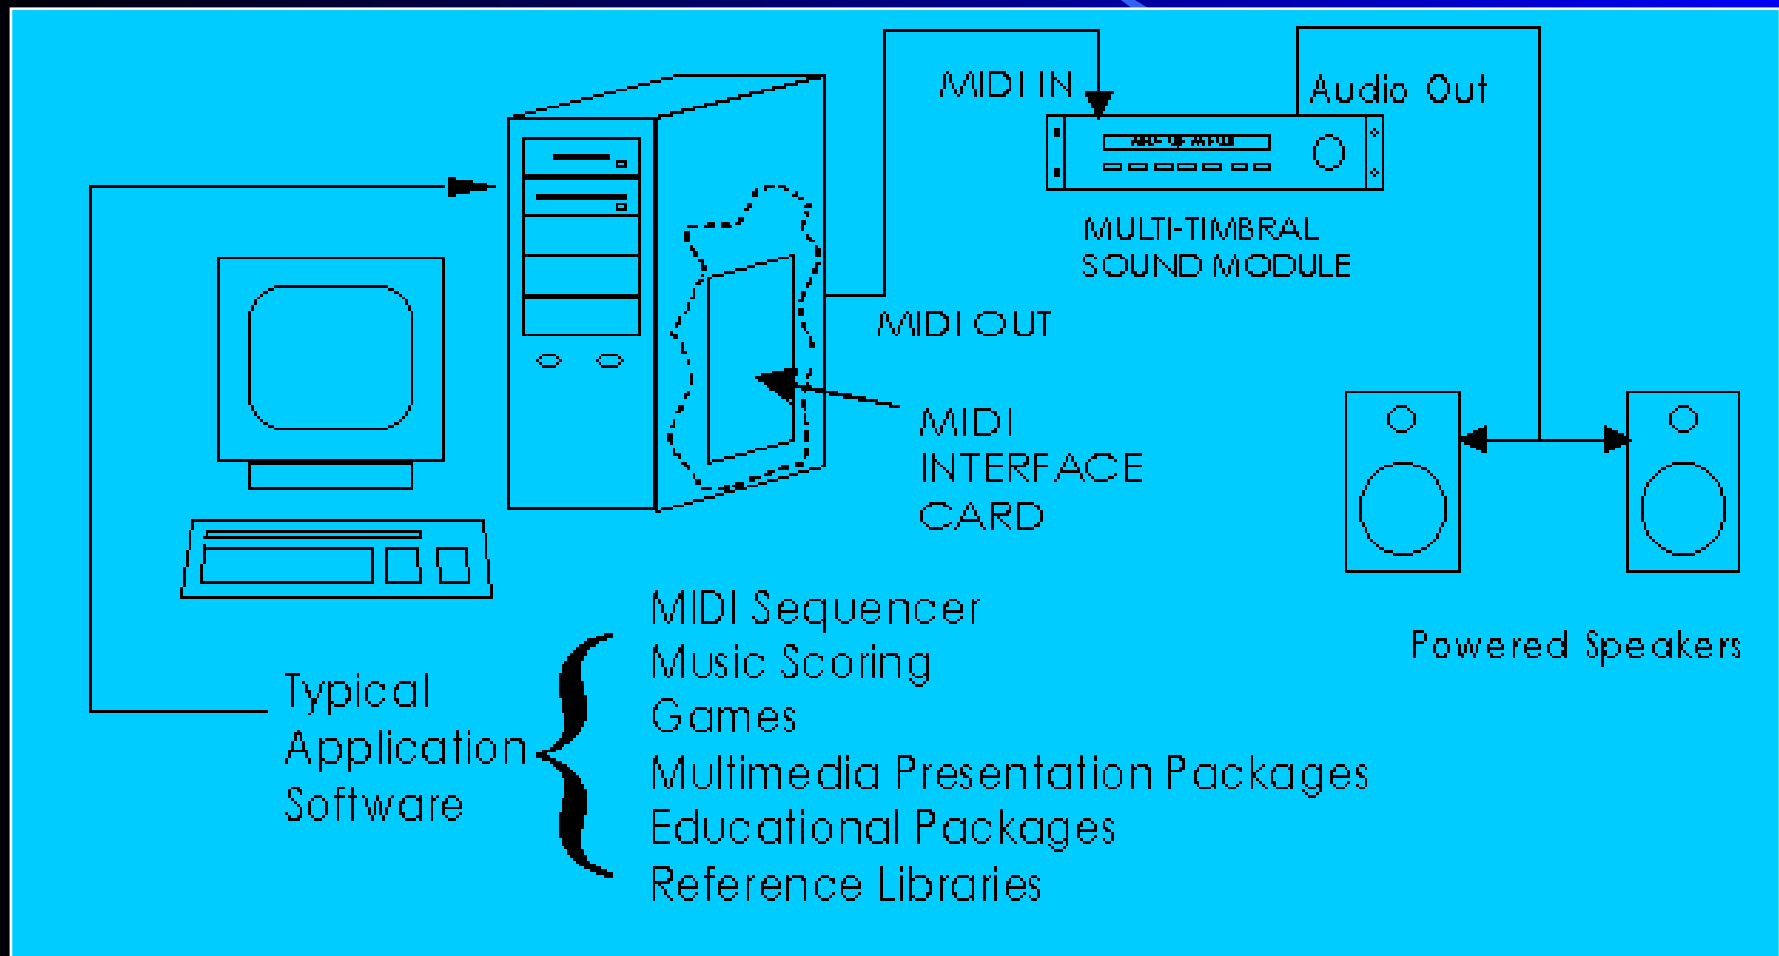 MIDI IN
Audio Out
MULTI-TIMBRAL
SOUND MODULE
MIDI OUT
MIDI
INTERFACE
CARD
Powered Speakers
Typical
Application
Software
MIDI Sequencer
Music Scoring
Games
Multimedia Presentation Packages
Educational Packages
Reference Libraries